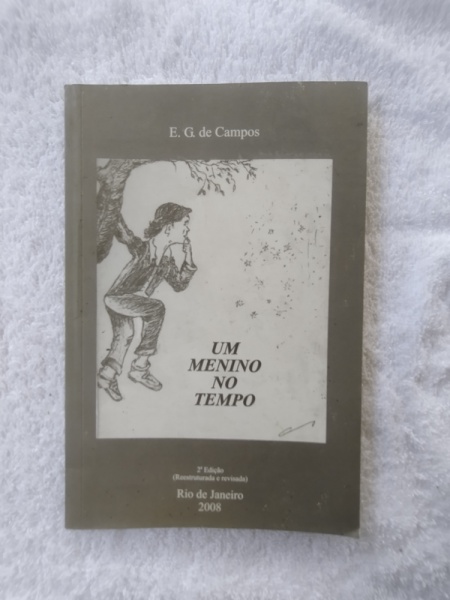 E. G. de Campos
UM
MENINO
NO
TEMPO
2ª Edição
(Reestruturada e revisada)
Rio de Janeiro
2008